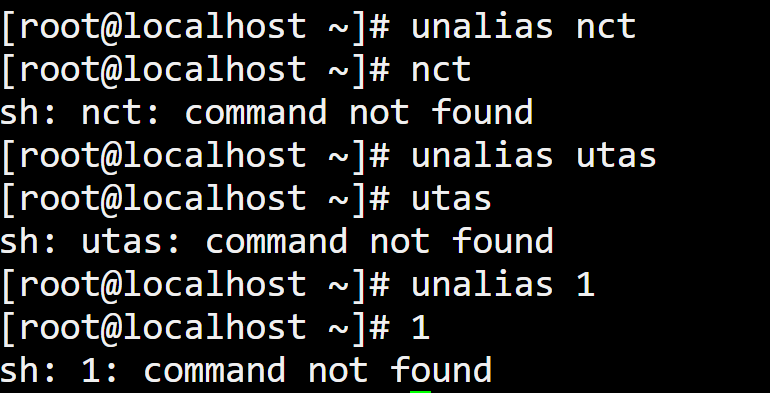 [root@localhost ~]# unalias nct
[root@localhost ~]# nct
sh: nct: command not found
[root@localhost ~]# unalias utas
[root@localhost ~]# utas
sh: utas: command not found
[root@localhost ~]# unalias 1
[root@localhost ~]# 1
sh: 1: command not found